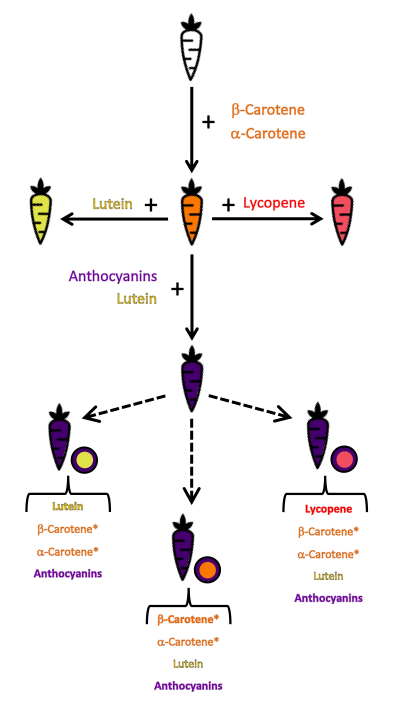 +
β-Carotene
α-Carotene
Lutein + + Lycopene
Anthocyanins
Lutein
+
Lutein
β-Carotene*
α-Carotene*
Anthocyanins
Lycopene
β-Carotene*
α-Carotene*
Lutein
Anthocyanins
β-Carotene*
α-Carotene*
Lutein
Anthocyanins